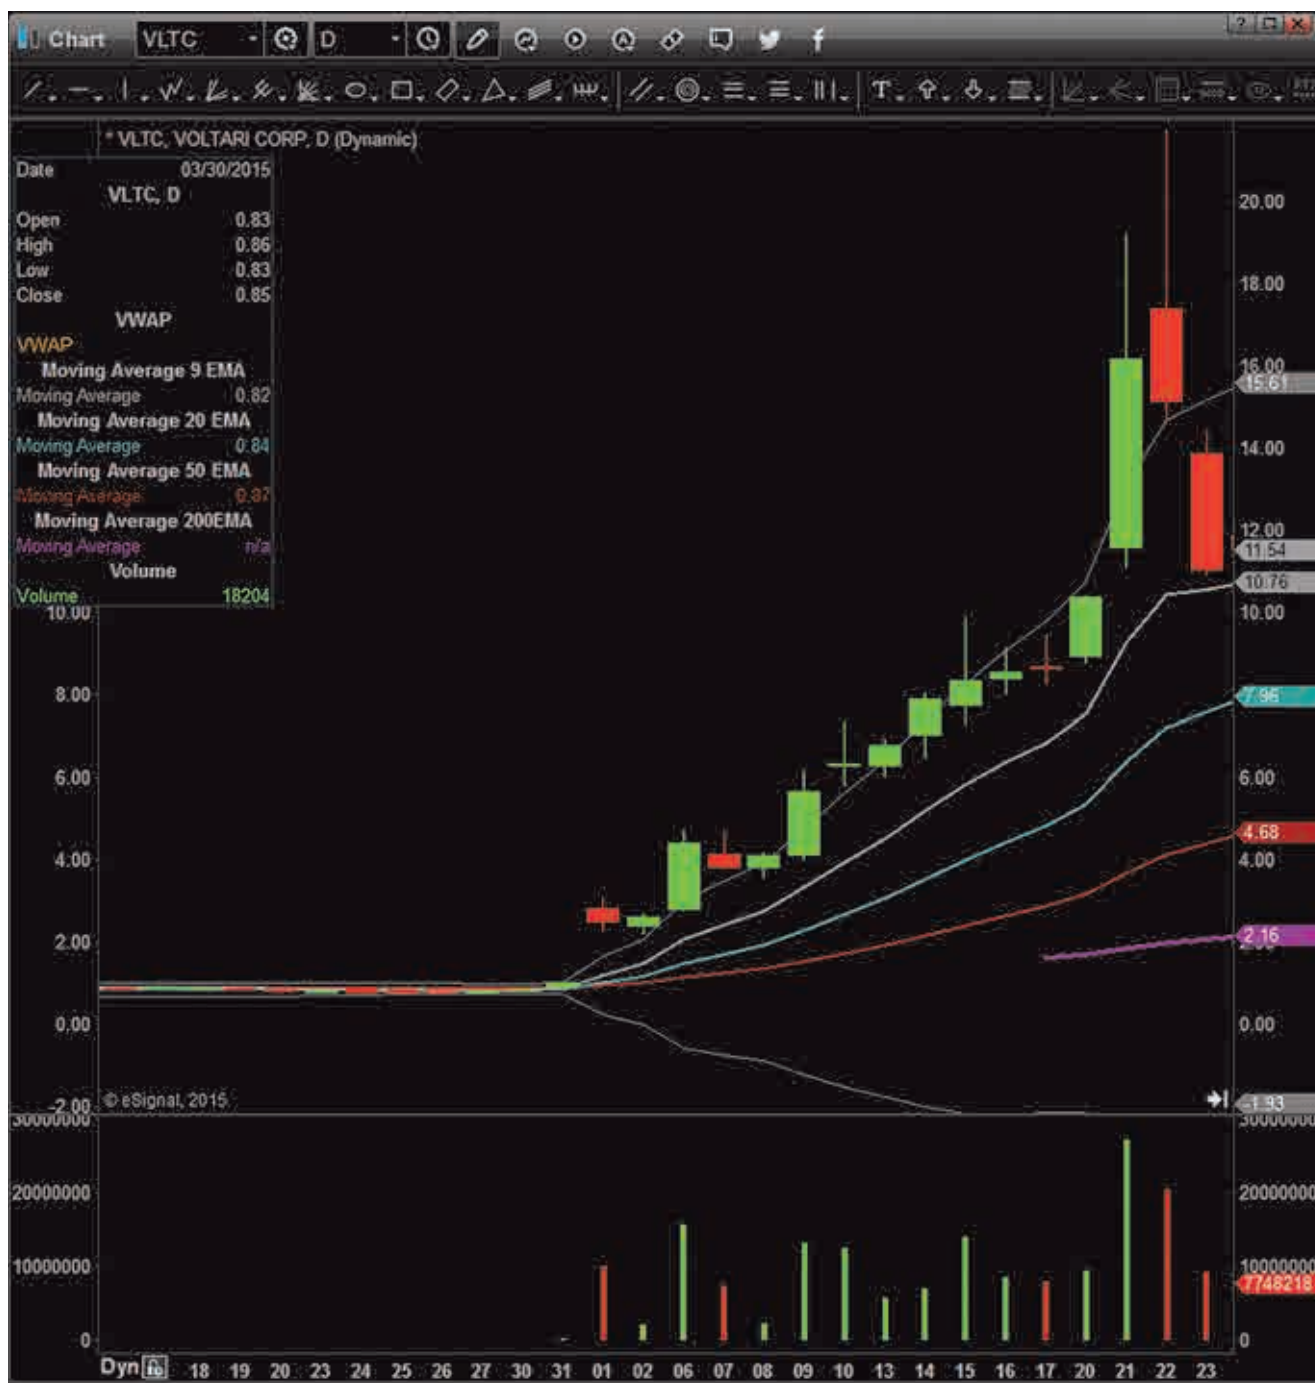 Chart VLTC D
* VLTC, VOLTARI CORP, D (Dynamic)
Date 03/30/2015
VLTC, D
Open 0.83
High 0.86
Low 0.83
Close 0.85
VWAP
VWAP
Moving Average 9 EMA
Moving Average 0.82
Moving Average 20 EMA
Moving Average 0.84
Moving Average 50 EMA
Moving Average 0.87
Moving Average 200EMA
Moving Average n/a
Volume
Volume 18204
10.00
8.00
6.00
4.00
2.00
0.00
-2.00
20.00
18.00
16.00
15.61
14.00
12.00
11.54
10.76
10.00
7.96
6.00
4.68
4.00
2.16
0.00
-1.93
© eSignal, 2015
30000000
20000000
10000000
0
30000000
20000000
10000000
7748218
0
Dyn 18 19 20 23 24 25 26 27 30 31 01 02 06 07 08 09 10 13 14 15 16 17 20 21 22 23